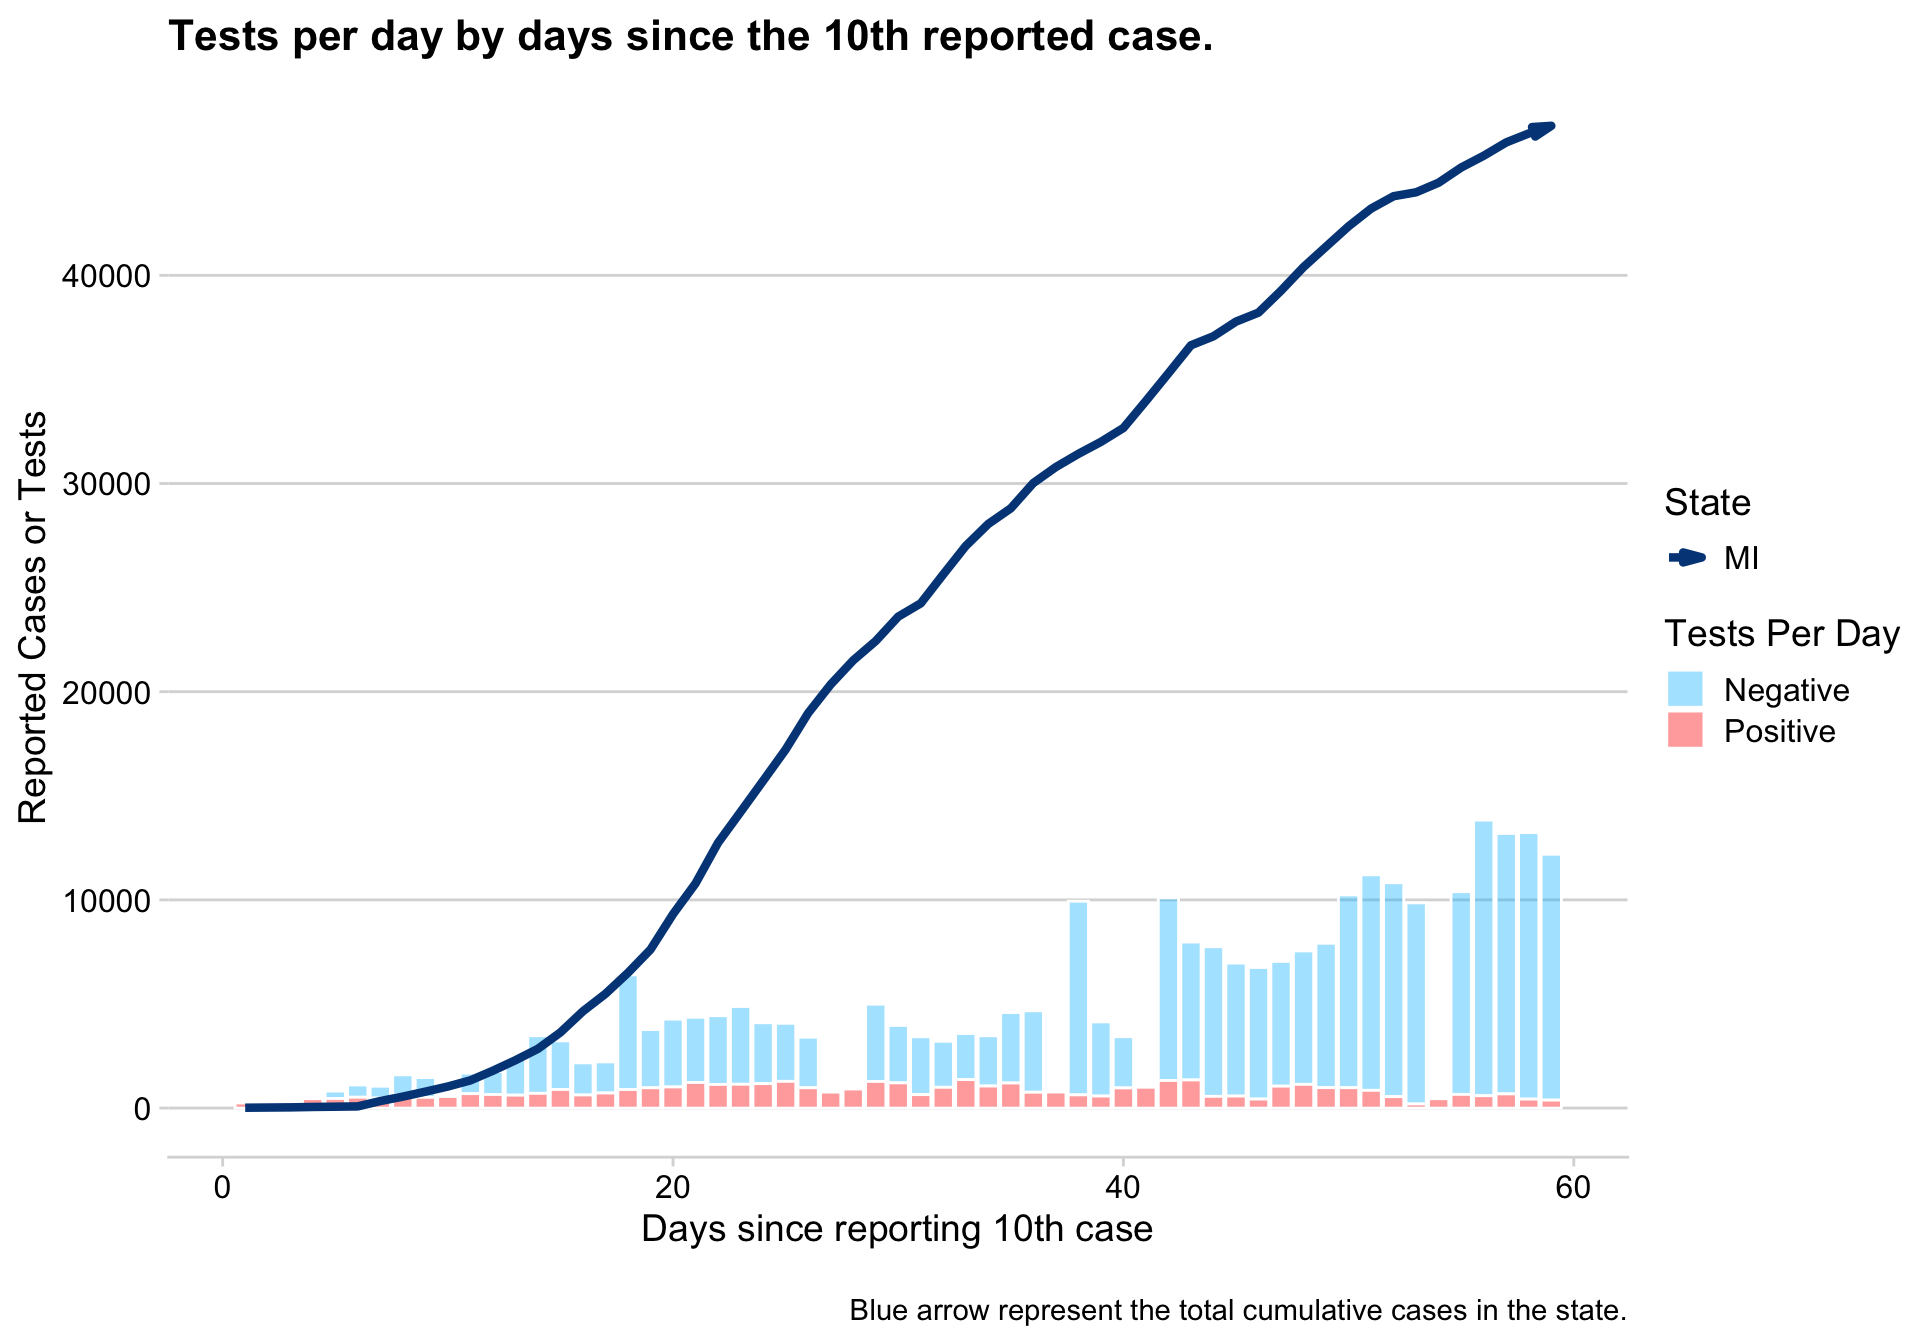 Tests per day by days since the 10th reported case.
Reported Cases or Tests
40000
30000
20000
10000
0
0 20 40 60
Days since reporting 10th case
State
MI
Tests Per Day
Negative
Positive
Blue arrow represent the total cumulative cases in the state.